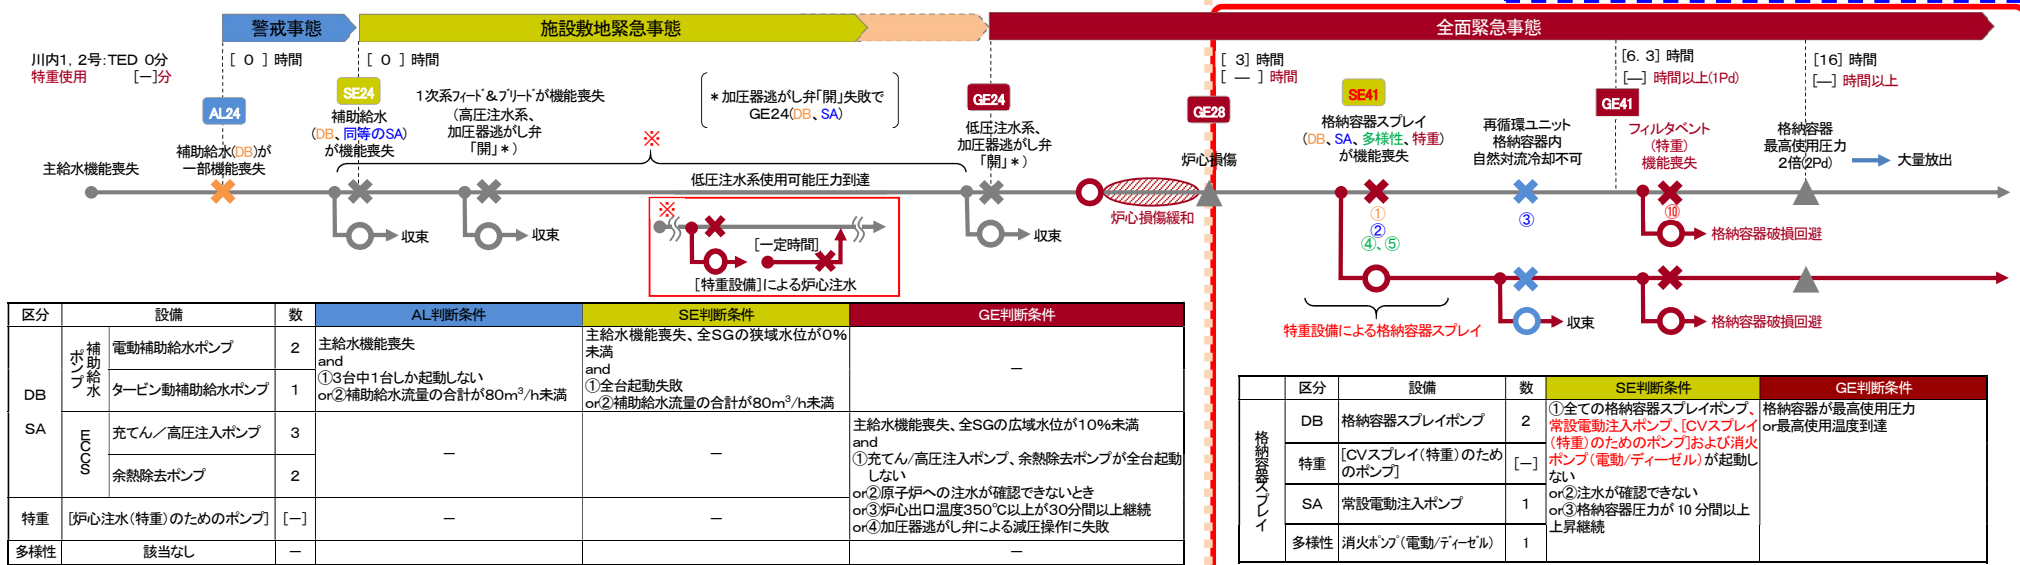 警戒事態
施設敷地緊急事態
全面緊急事態
川内1，2号：TED 0分
特重使用 [－]分
[ 0 ] 時間
[ 0 ] 時間
[ 3] 時間
[ － ] 時間
[6. 3] 時間
[－] 時間以上(1Pd)
[16] 時間
[－] 時間以上
AL24
補助給水(DB)が
一部機能喪失
SE24
補助給水
(DB、同等のSA)
が機能喪失
1次系フィード&ブリードが機能喪失
(高圧注水系、
加圧器逃がし弁
「開」＊)
＊加圧器逃がし弁「開」失敗で
GE24(DB、SA)
※
GE24
低圧注水系、
加圧器逃がし弁
「開」＊)
GE28
炉心損傷
SE41
格納容器スプレイ
(DB、SA、多様性、特重)
が機能喪失
再循環ユニット
格納容器内
自然対流冷却不可
GE41
フィルタベント
(特重)
機能喪失
格納容器
最高使用圧力
2倍(2Pd)
大量放出
主給水機能喪失
低圧注水系使用可能圧力到達
収束
収束
※
[一定時間]
[特重設備]による炉心注水
収束
炉心損傷緩和
①
②
④、⑤
③
⑩
格納容器破損回避
特重設備による格納容器スプレイ
収束
格納容器破損回避
区分 設備 数 AL判断条件 SE判断条件 GE判断条件
DB
SA
補助給水
ポンプ
電動補助給水ポンプ 2
タービン動補助給水ポンプ 1
主給水機能喪失
and
①3台中1台しか起動しない
or②補助給水流量の合計が80m³/h未満
主給水機能喪失、全SGの狭域水位が0%
未満
and
①全台起動失敗
or②補助給水流量の合計が80m³/h未満
－
ECCS
充てん／高圧注入ポンプ 3
余熱除去ポンプ 2
－
－
主給水機能喪失、全SGの広域水位が10%未満
and
①充てん/高圧注入ポンプ、余熱除去ポンプが全台起動
しない
or②原子炉への注水が確認できないとき
or③炉心出口温度350℃以上が30分間以上継続
or④加圧器逃がし弁による減圧操作に失敗
特重 [炉心注水(特重)のためのポンプ] [－] － －
多様性 該当なし － －
区分 設備 数 SE判断条件 GE判断条件
格納容器スプレイ
DB 格納容器スプレイポンプ 2
特重 [CVスプレイ(特重)のため
のポンプ] [－]
SA 常設電動注入ポンプ 1
多様性 消火ポンプ(電動/ディーゼル) 1
①全ての格納容器スプレイポンプ、
常設電動注入ポンプ、[CVスプレイ
(特重)のためのポンプ]および消火
ポンプ(電動/ディーゼル)が起動し
ない
or②注水が確認できない
or③格納容器圧力が 10 分間以上
上昇継続
格納容器が最高使用圧力
or最高使用温度到達